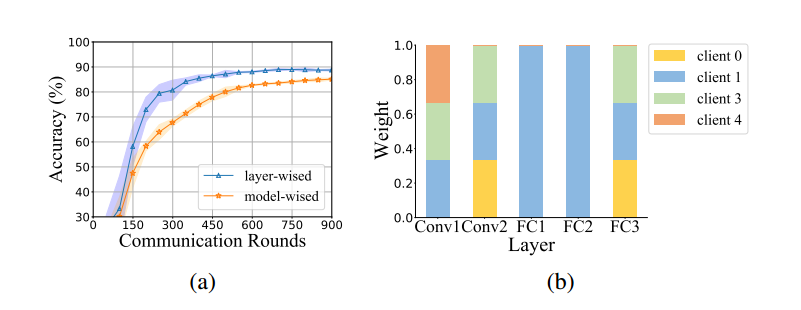 100
90
80
70
60
50
40
30
0 150 300 450 600 750 900
Accuracy (%)
Communication Rounds
layer-wised
model-wised
(a)
1.0
0.8
0.6
0.4
0.2
0.0
Weight
Conv1 Conv2 FC1 FC2 FC3
Layer
client 0
client 1
client 3
client 4
(b)